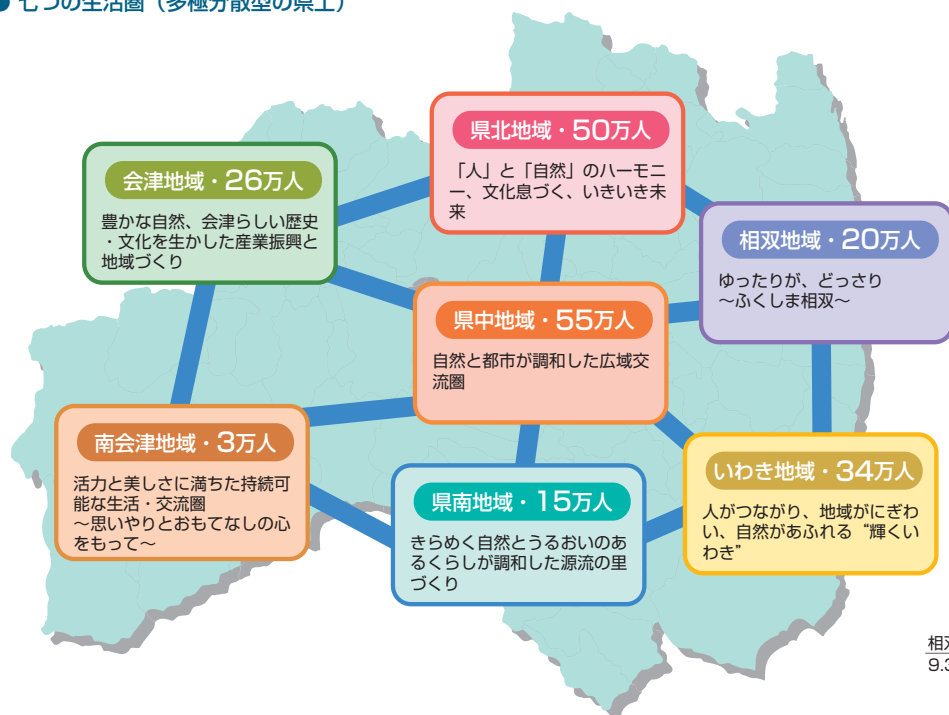 ● 七つの生活圏（多極分散型の県土）
県北地域・50万人
「人」と「自然」のハーモニ
ー、文化息づく、いきいき未
来
会津地域・26万人
豊かな自然、会津らしい歴史
・文化を生かした産業振興と
地域づくり
相双地域・20万人
ゆったりが、どっさり
〜ふくしま相双〜
県中地域・55万人
自然と都市が調和した広域交
流圏
南会津地域・3万人
活力と美しさに満ちた持続可
能な生活・交流圏
〜思いやりとおもてなしの心
をもって〜
県南地域・15万人
きらめく自然とうるおいのあ
るくらしが調和した源流の里
づくり
いわき地域・34万人
人がつながり、地域がにぎわ
い、自然があふれる “輝くい
わき”
相
9.3